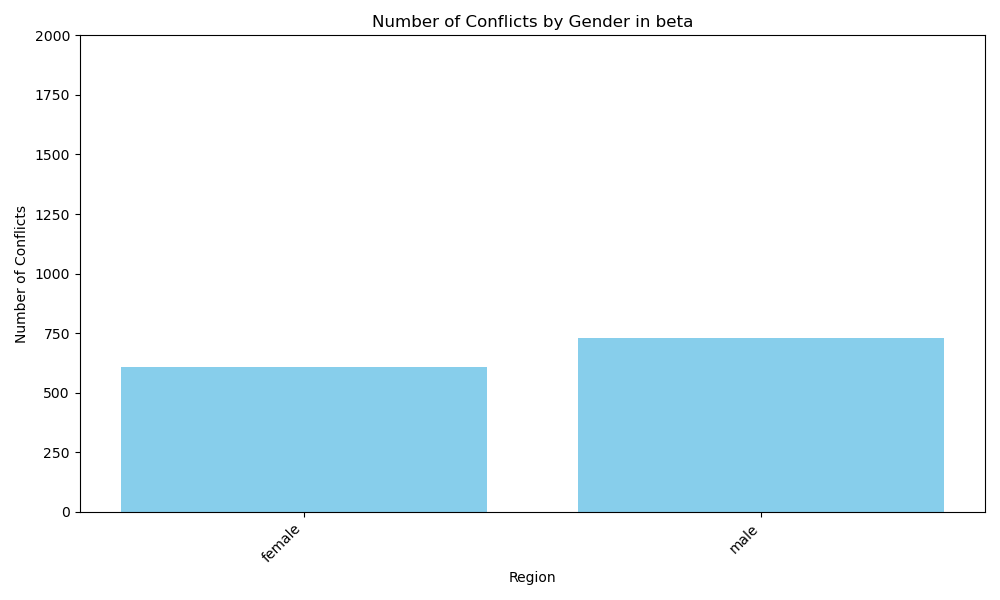 Number of Conflicts by Gender in beta
2000
1750
1500
1250
1000
750
500
250
0
Number of Conflicts
female
male
Region